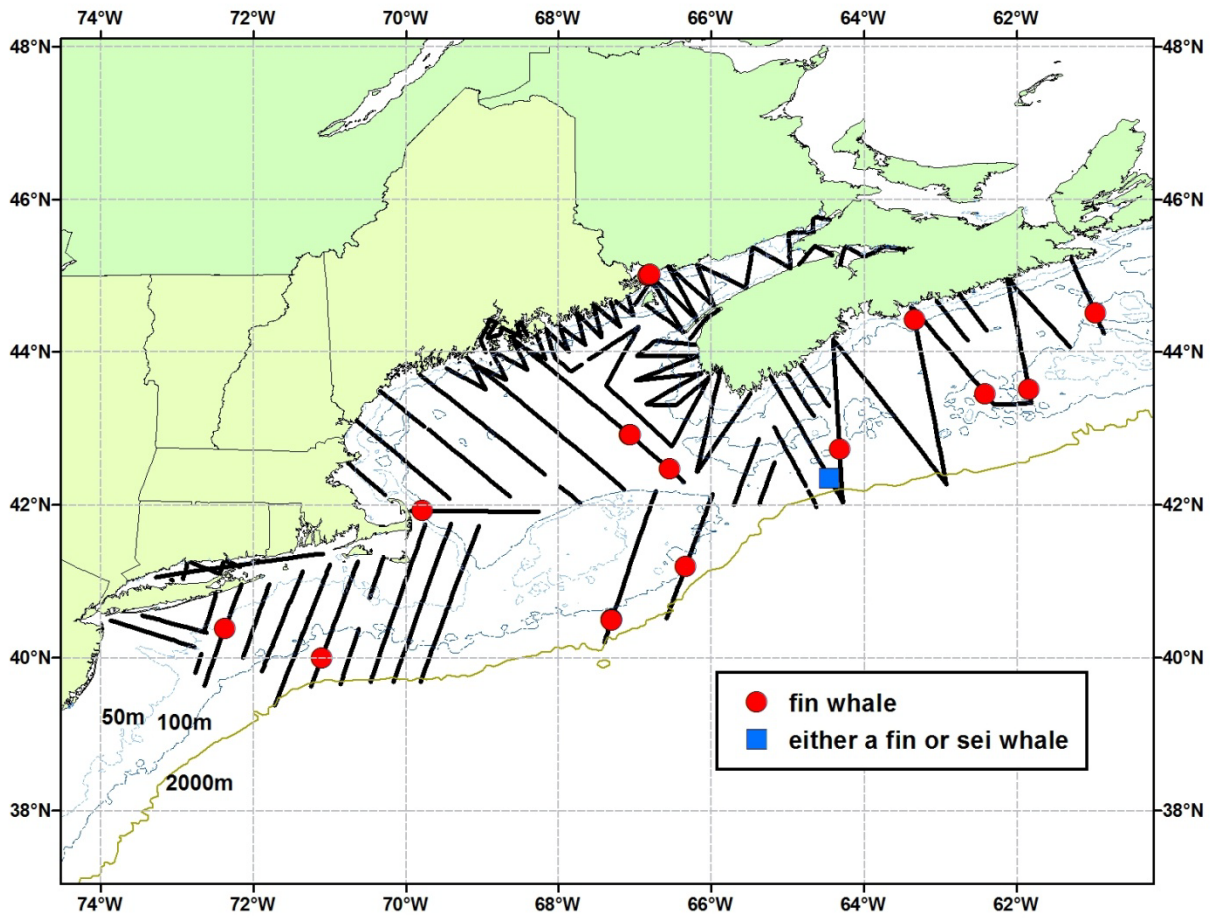 74°W 72°W 70°W 68°W 66°W 64°W 62°W
48°N 48°N
46°N 46°N
44°N 44°N
42°N 42°N
40°N 40°N
fin whale
50m 100m
either a fin or sei whale
2000m
38°N 38°N
74°W 72°W 70°W 68°W 66°W 64°W 62°W